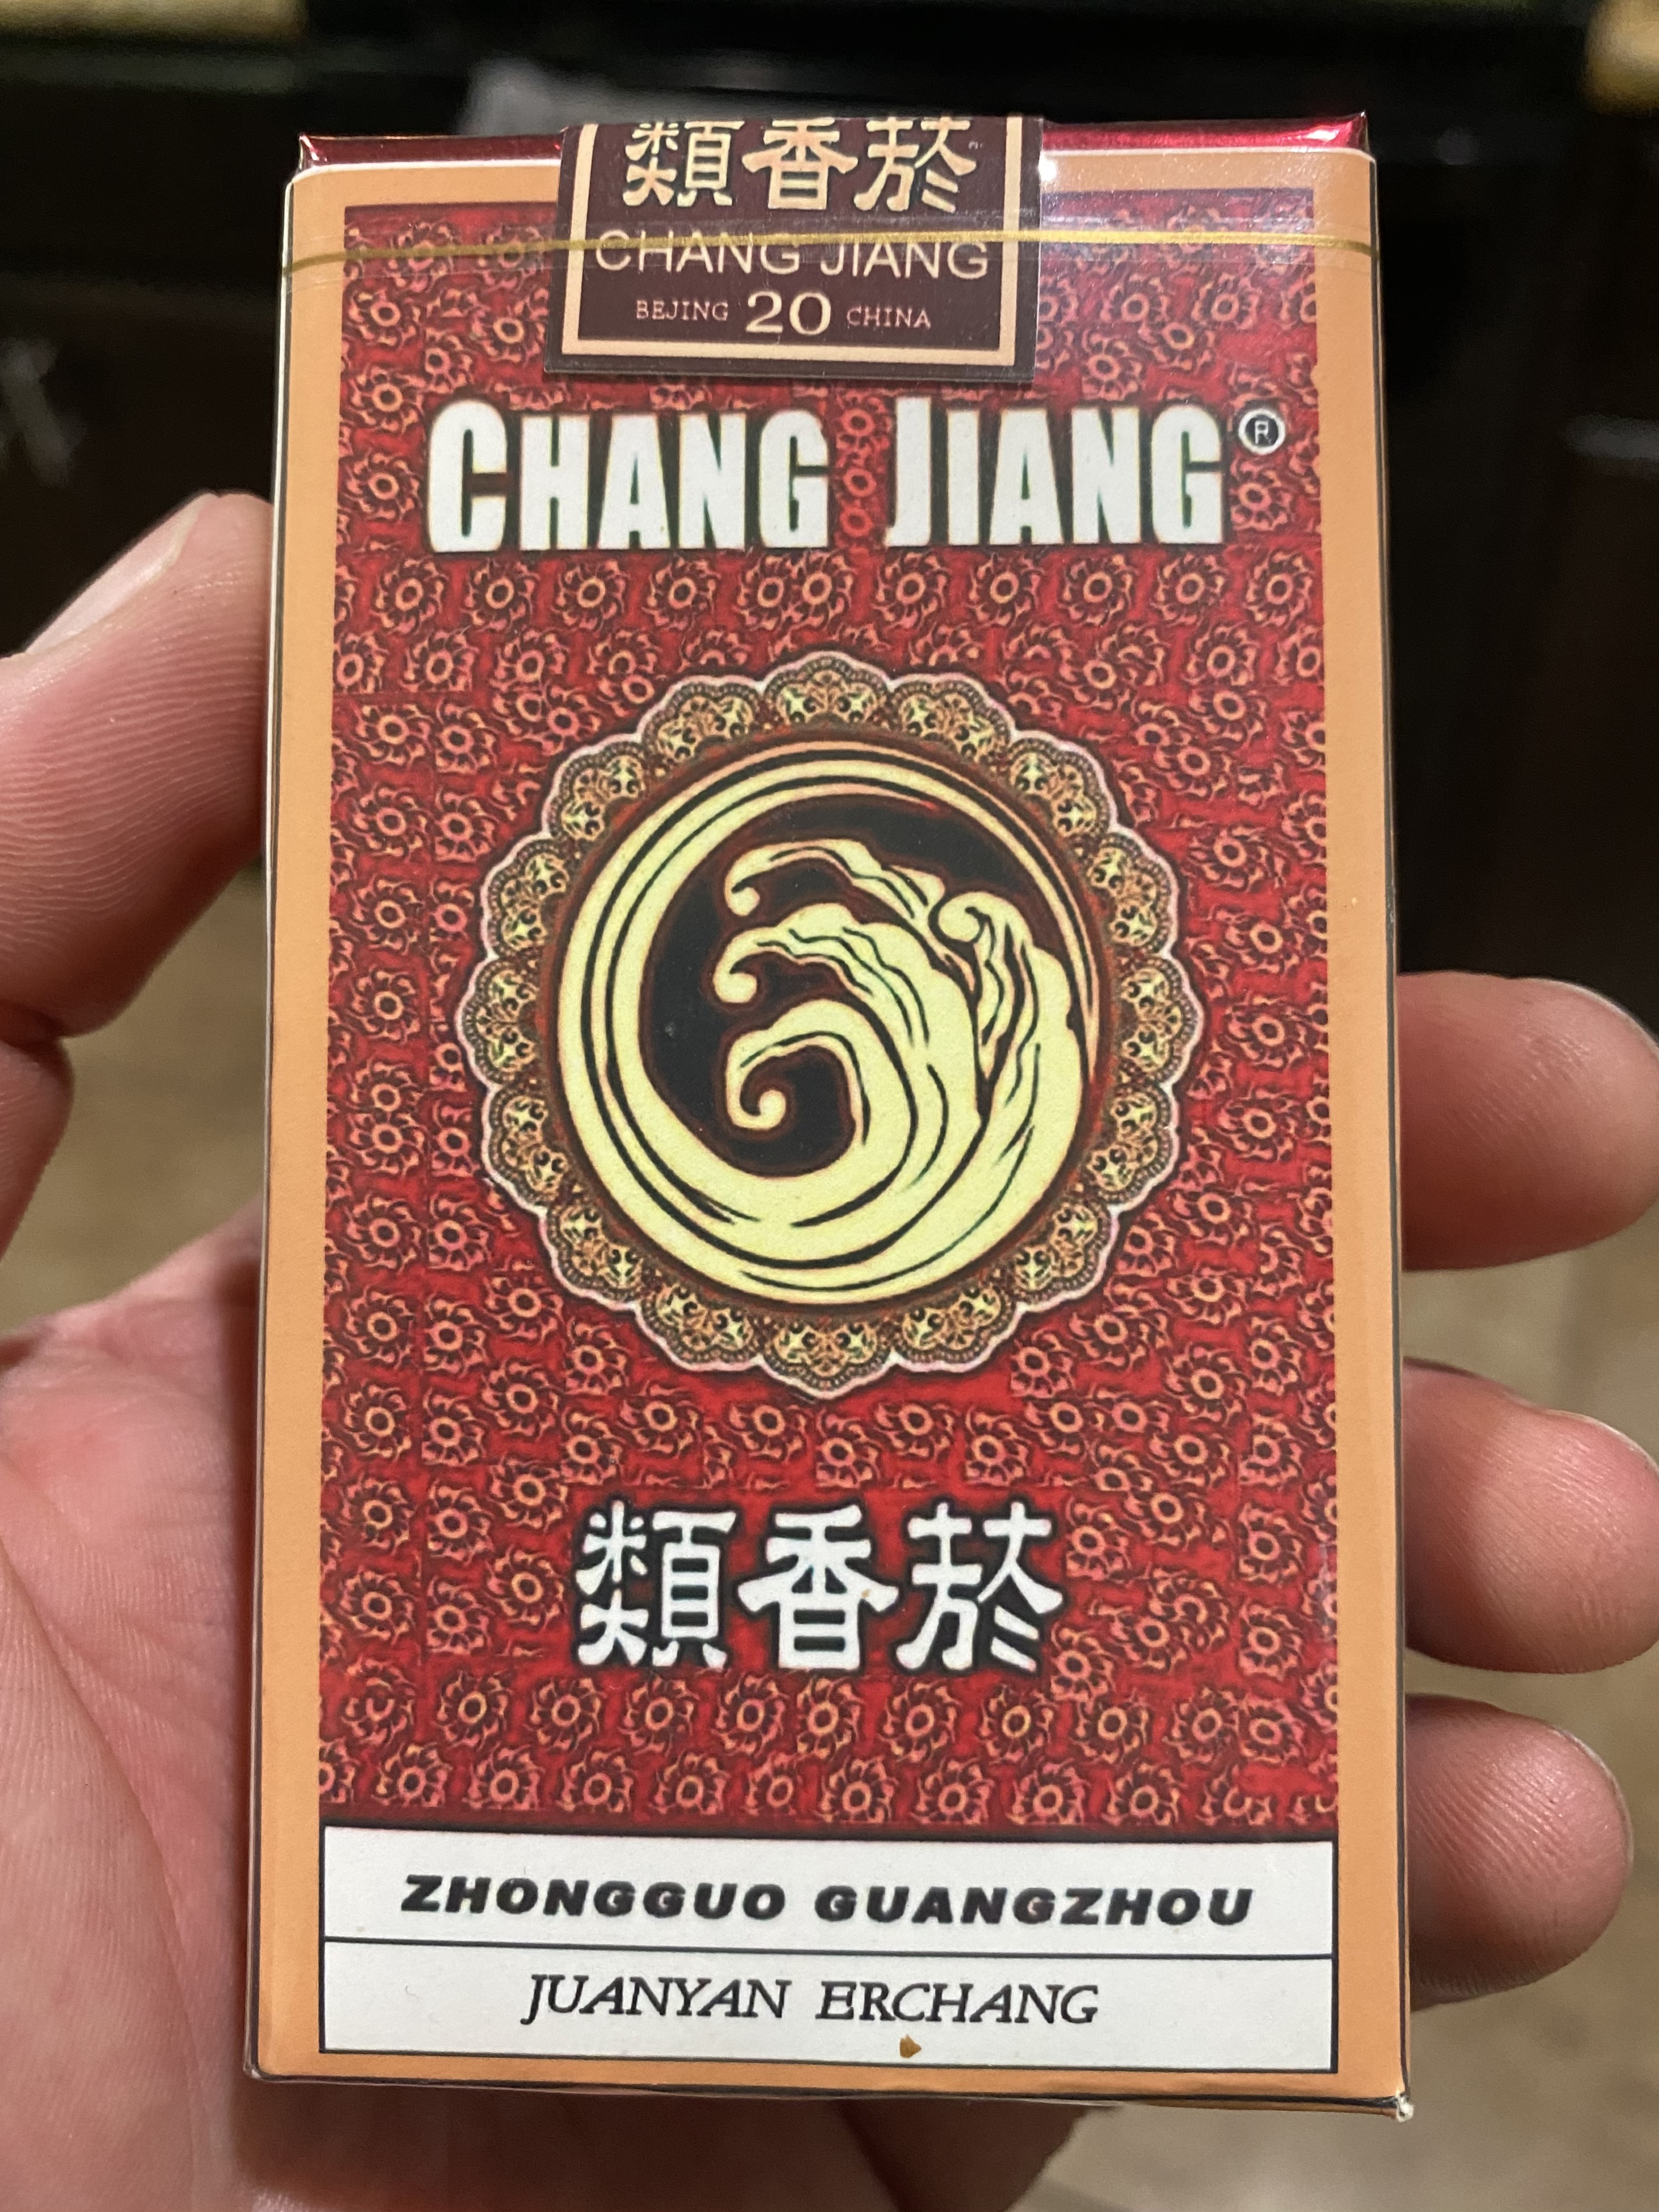 類香菸
CHANG JIANG
BEJING 20 CHINA
CHANG JIANG®
類香菸
ZHONGGUO GUANGZHOU
JUANYAN ERCHANG